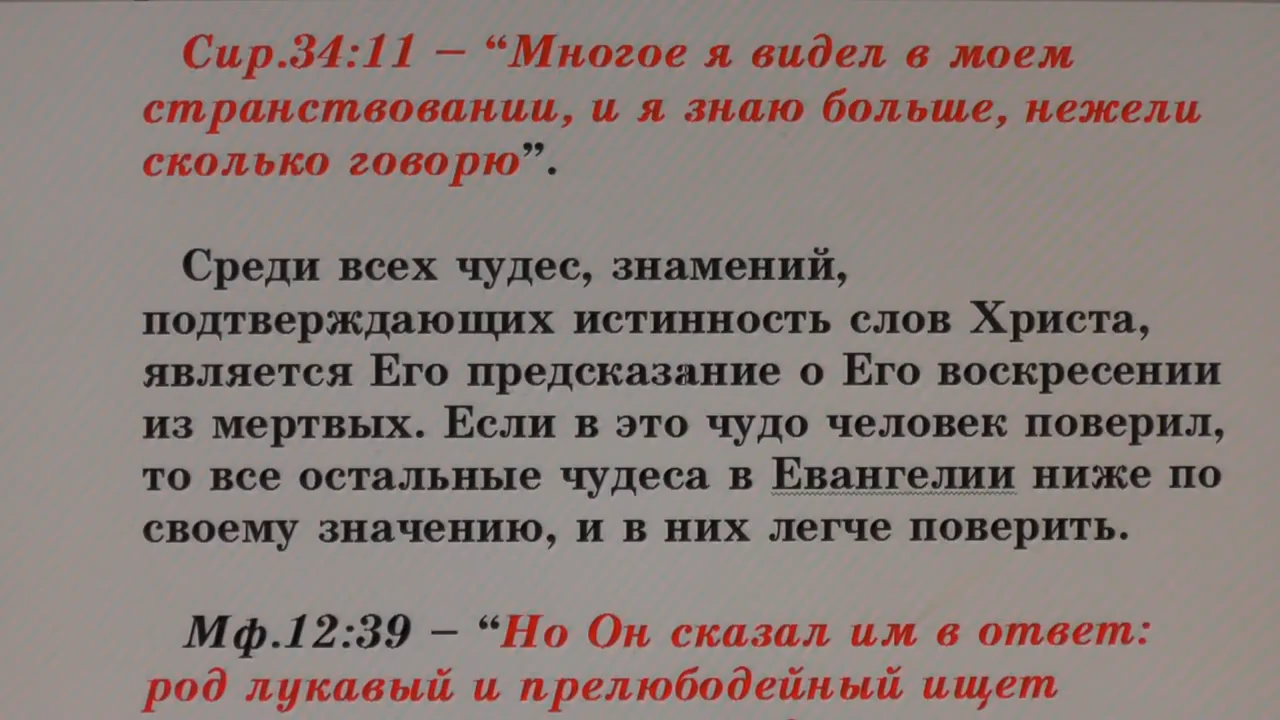 Сир.34:11 – “Многое я видел в моем
странствовании, и я знаю больше, нежели
сколько говорю”.
Среди всех чудес, знамений,
подтверждающих истинность слов Христа,
является Его предсказание о Его воскресении
из мертвых. Если в это чудо человек поверил,
то все остальные чудеса в Евангелии ниже по
своему значению, и в них легче поверить.
Мф.12:39 – “Но Он сказал им в ответ:
род лукавый и прелюбодейный ищет